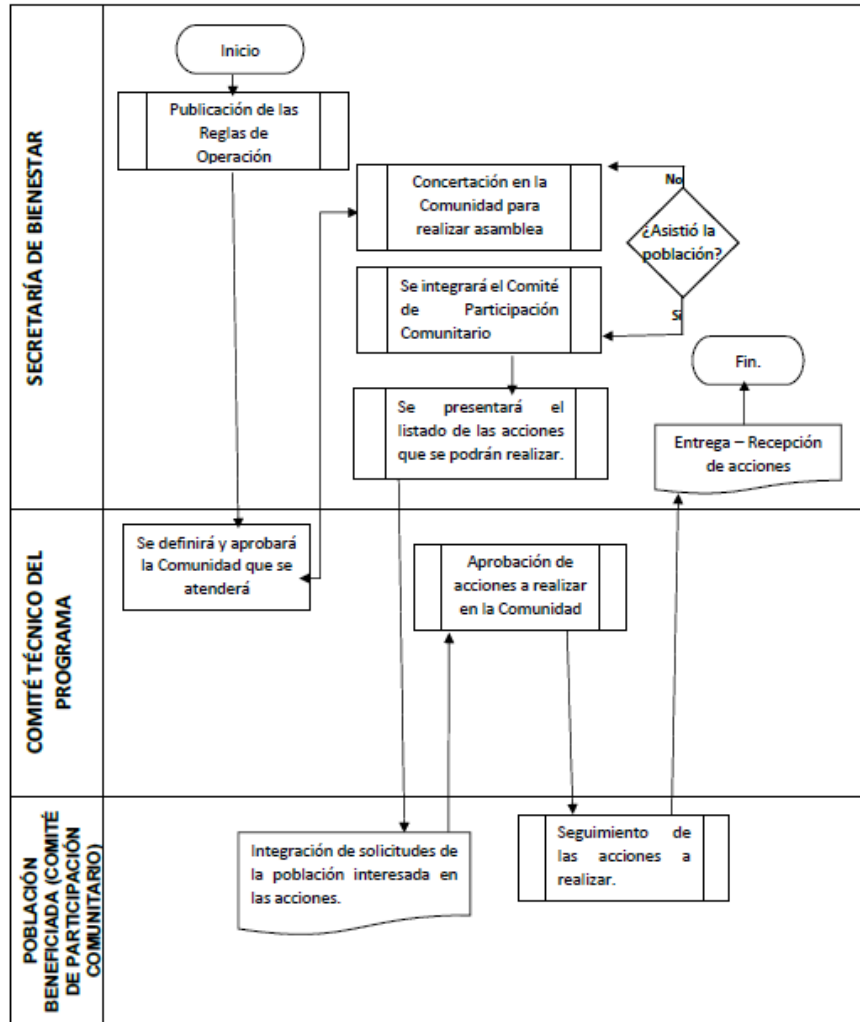 SECRETARÍA DE BIENESTAR
Inicio
Publicación de las
Reglas de
Operación
Concertación en la
Comunidad para
realizar asamblea
No
¿Asistió la
población?
Si
Se integrará el Comité
de Participación
Comunitario
Se presentará el
listado de las acciones
que se podrán realizar.
Fin.
Entrega – Recepción
de acciones
COMITÉ TÉCNICO DEL
PROGRAMA
Se definirá y aprobará
la Comunidad que se
atenderá
Aprobación de
acciones a realizar
en la Comunidad
POBLACIÓN
BENEFICIADA (COMITÉ
DE PARTICIPACIÓN
COMUNITARIO)
Integración de solicitudes de
la población interesada en
las acciones.
Seguimiento de
las acciones a
realizar.